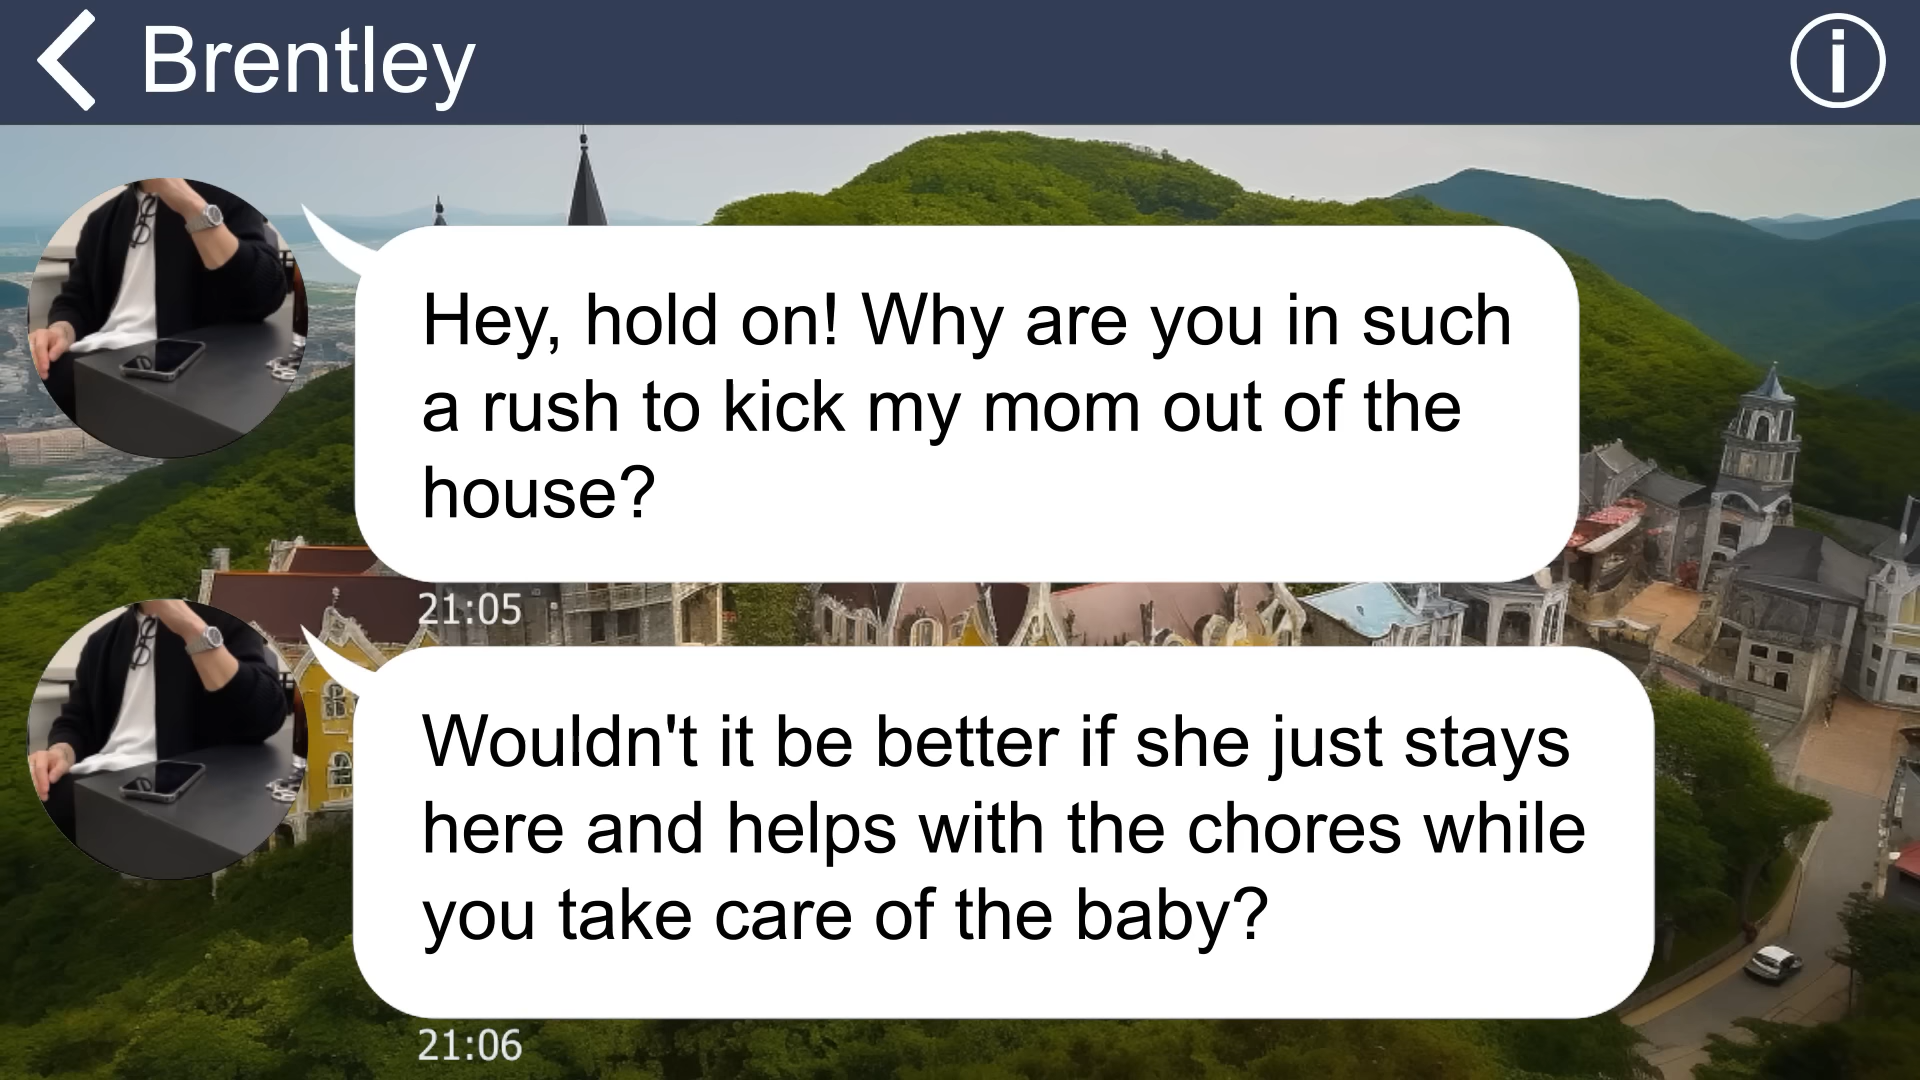 Brentley
Hey, hold on! Why are you in such
a rush to kick my mom out of the
house?
21:05
Wouldn't it be better if she just stays
here and helps with the chores while
you take care of the baby?
21:06